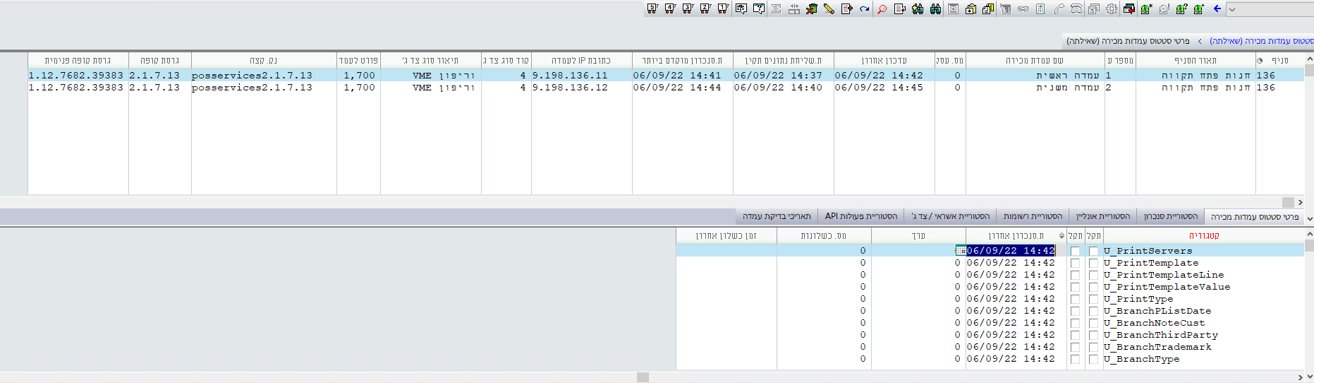 סטטוס עמדות מכירה (שאילתה) > פרטי סטטוס עמדות מכירה (שאילתה)
סניף תאור הסניף מספר ע שם עמדת מכירה מס. עסק עדכון אחרון ת.שליחת נתונים תקין ת.סנכרון מוקדם ביותר כתובת IP לעמדה קוד סוג צד ג תיאור סוג צד ג' פורט לעמד נק. קצה גרסת קופה גרסת קופה פנימית
136 חנות פתח תקווה 1 עמדה ראשית 0 06/09/22 14:42 06/09/22 14:37 06/09/22 14:41 9.198.136.11 4 וריפון VME 1,700 posservices2.1.7.13 2.1.7.13 1.12.7682.39383
136 חנות פתח תקווה 2 עמדה משנית 0 06/09/22 14:45 06/09/22 14:40 06/09/22 14:44 9.198.136.12 4 וריפון VME 1,700 posservices2.1.7.13 2.1.7.13 1.12.7682.39383
פרטי סטטוס עמדות מכירה הסטוריית סנכרון הסטוריית אונליין הסטוריית רשומות הסטוריית אשראי/צד ג' הסטוריית פעולות API תאריכי בדיקת עמדה
קטגוריה תקל תקל ת.סנכרון אחרון ערך מס. כשלונות זמן כשלון אחרון
U_PrintServers 06/09/22 14:42 0
U_PrintTemplate 06/09/22 14:42 0 0
U_PrintTemplateLine 06/09/22 14:42 0 0
U_PrintTemplateValue 06/09/22 14:42 0 0
U_PrintType 06/09/22 14:42 0 0
U_BranchPListDate 06/09/22 14:42 0 0
U_BranchNoteCust 06/09/22 14:42 0 0
U_BranchThirdParty 06/09/22 14:42 0 0
U_BranchTrademark 06/09/22 14:42 0 0
U_BranchType 06/09/22 14:42 0 0